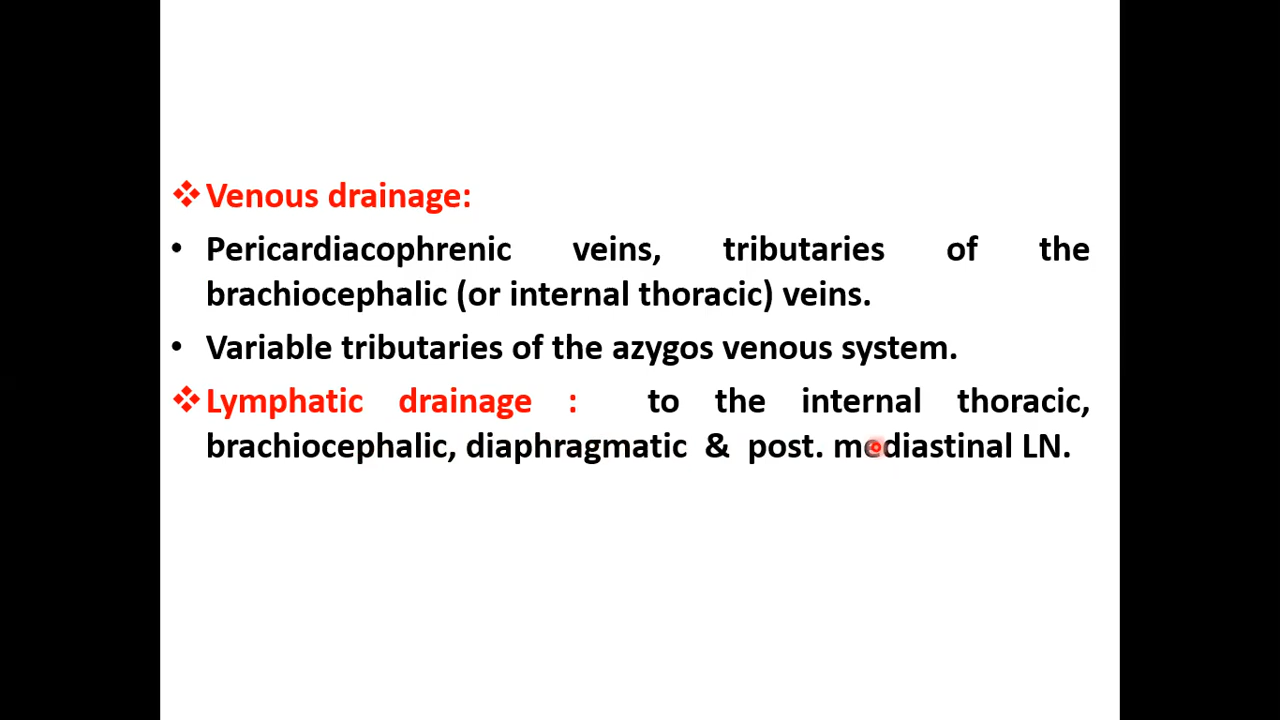 ❖Venous drainage:
• Pericardiacophrenic veins, tributaries of the
brachiocephalic (or internal thoracic) veins.
• Variable tributaries of the azygos venous system.
❖Lymphatic drainage : to the internal thoracic,
brachiocephalic, diaphragmatic & post. mediastinal LN.